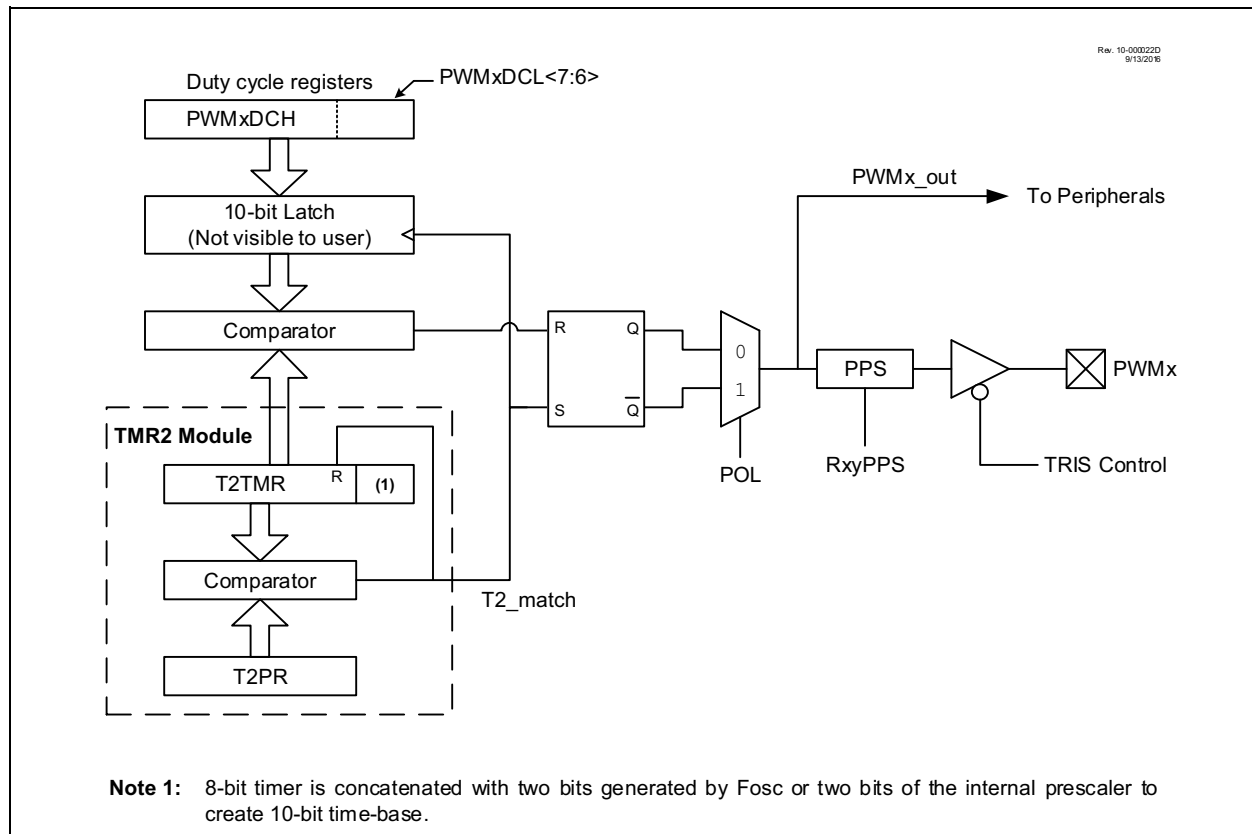 Rev. 10-000022D
9/13/2016
Duty cycle registers
PWMxDCL<7:6>
PWMxDCH
10-bit Latch
(Not visible to user)
Comparator
PWMx_out
To Peripherals
R
Q
S
Q
0
1
POL
PPS
RxyPPS
PWMx
TRIS Control
TMR2 Module
T2TMR
R
(1)
Comparator
T2_match
T2PR
Note 1: 8-bit timer is concatenated with two bits generated by Fosc or two bits of the internal prescaler to
create 10-bit time-base.